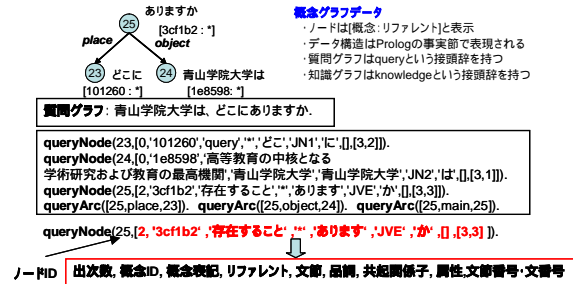 25 ありますか
[3cf1b2 : *]
place object
23 どこに 24 青山学院大学は
[101260 : *] [1e8598: *]
概念グラフデータ
・ノードは[概念 : リファレント]と表示
・データ構造はPrologの事実節で表現される
・質問グラフはqueryという接頭辞を持つ
・知識グラフはknowledgeという接頭辞を持つ
質問グラフ: 青山学院大学は、どこにありますか.
queryNode(23,[0,'101260','query','*','どこ','JN1','に',[],[3,2]]).
queryNode(24,[0,'1e8598','高等教育の中核となる
学術研究および教育の最高機関','青山学院大学','青山学院大学','JN2','は',[],[3,1]]).
queryNode(25,[2,'3cf1b2','存在すること','*','あります','JVE','か',[],[3,3]]).
queryArc([25,place,23]). queryArc([25,object,24]). queryArc([25,main,25]).
queryNode(25,[2, '3cf1b2' ,'存在すること' ,'*' ,'あります' ,'JVE' ,'か' ,[] ,[3,3] ]).
ノードID 出次数, 概念ID, 概念表記, リファレント, 文節, 品詞, 共起関係子, 属性,文節番号・文番号